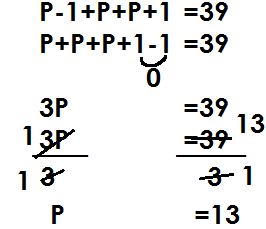 P-1+P+P+1 =39
P+P+P+1-1 =39
0
3P =39
1 3P =39 13
1 3 3 1
P =13